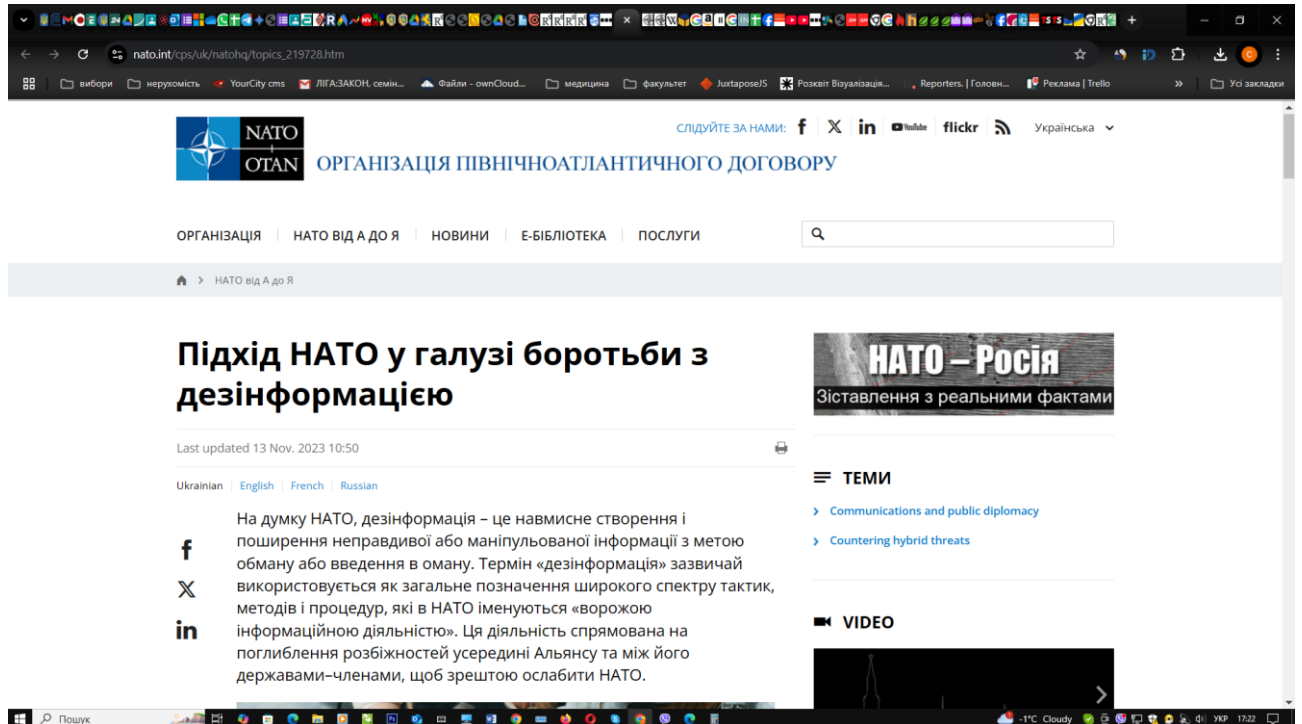 nato.int/cps/uk/natohq/topics_219728.htm
вибори нерухомість YourCity cms ЛІГА:ЗАКОН, семін... Файли - ownCloud... медицина факультет JuxtaposeJS Розквіт Візуалізація... Reporters. | Головн... Реклама | Trello » Усі закладки
NATO
OTAN
ОРГАНІЗАЦІЯ ПІВНІЧНОАТЛАНТИЧНОГО ДОГОВОРУ
СЛІДУЙТЕ ЗА НАМИ: f X in YouTube flickr Українська
ОРГАНІЗАЦІЯ НАТО ВІД А ДО Я НОВИНИ Е-БІБЛІОТЕКА ПОСЛУГИ
> НАТО від А до Я
Підхід НАТО у галузі боротьби з
дезінформацією
Last updated 13 Nov. 2023 10:50
Ukrainian English French Russian
На думку НАТО, дезінформація – це навмисне створення і
поширення неправдивої або маніпульованої інформації з метою
обману або введення в оману. Термін «дезінформація» зазвичай
використовується як загальне позначення широкого спектру тактик,
методів і процедур, які в НАТО іменуються «ворожою
інформаційною діяльністю». Ця діяльність спрямована на
поглиблення розбіжностей усередині Альянсу та між його
державами–членами, щоб зрештою ослабити НАТО.
f
X
in
НАТО – Росія
Зіставлення з реальними фактами
ТЕМИ
Communications and public diplomacy
Countering hybrid threats
VIDEO
Пошук
-1°C Cloudy УКР 17:22